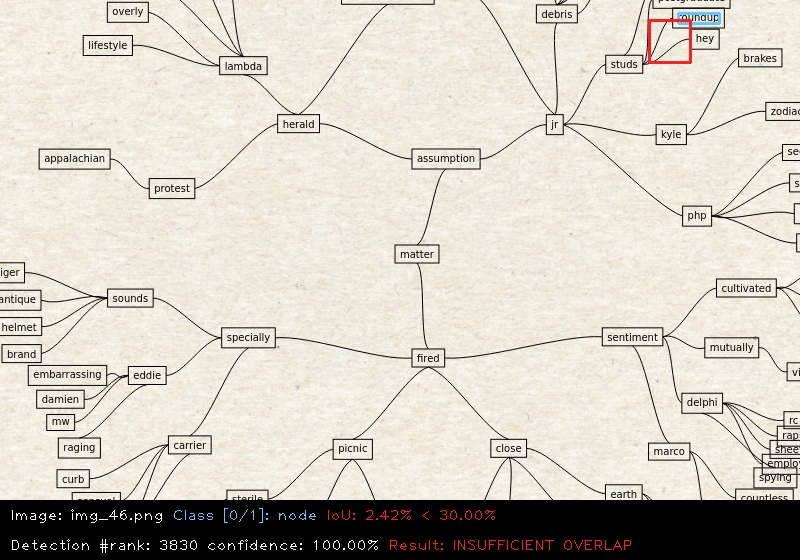 overly
debris
roundup
hey
lifestyle
lambda
studs
brakes
zodiac
herald
jr
kyle
appalachian
assumption
protest
php
matter
sounds
cultivated
helmet
specially
sentiment
mutually
brand
fired
embarrassing
eddie
damien
delphi
mw
raging
carrier
picnic
close
marco
curb
earth
spying
sterile
countless
Image: img_46.png Class [0/1]: node IoU: 2.42% < 30.00%
Detection #rank: 3830 confidence: 100.00% Result: INSUFFICIENT OVERLAP